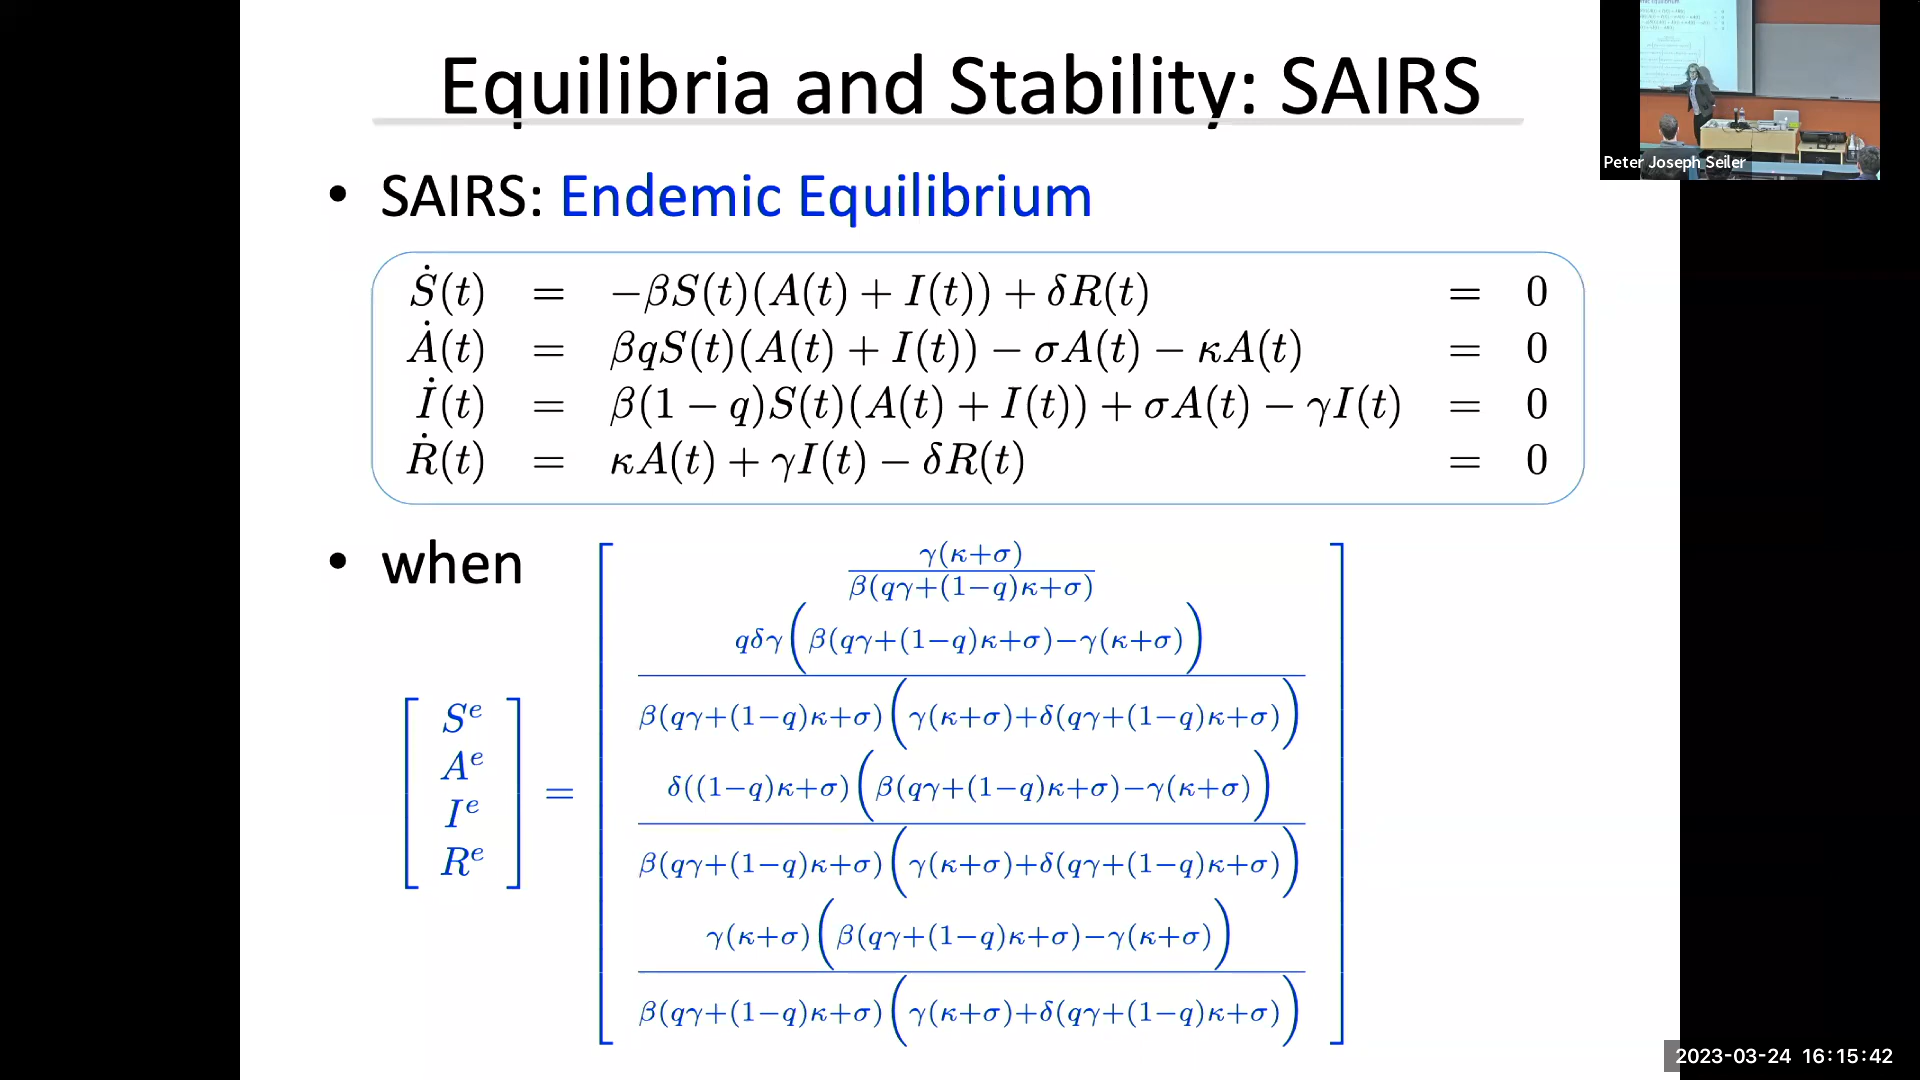 Equilibria and Stability: SAIRS
Peter Joseph Seiler
• SAIRS: Endemic Equilibrium
Ṡ(t) = −βS(t)(A(t) + I(t)) + δR(t) = 0
Ȧ(t) = βqS(t)(A(t) + I(t)) − σA(t) − κA(t) = 0
İ(t) = β(1 − q)S(t)(A(t) + I(t)) + σA(t) − γI(t) = 0
Ṙ(t) = κA(t) + γI(t) − δR(t) = 0
• when
Sᵉ
Aᵉ
Iᵉ
Rᵉ
=
γ(κ+σ)
β(qγ+(1−q)κ+σ)
qδγ(β(qγ+(1−q)κ+σ)−γ(κ+σ))
β(qγ+(1−q)κ+σ)(γ(κ+σ)+δ(qγ+(1−q)κ+σ))
δ((1−q)κ+σ)(β(qγ+(1−q)κ+σ)−γ(κ+σ))
β(qγ+(1−q)κ+σ)(γ(κ+σ)+δ(qγ+(1−q)κ+σ))
γ(κ+σ)(β(qγ+(1−q)κ+σ)−γ(κ+σ))
β(qγ+(1−q)κ+σ)(γ(κ+σ)+δ(qγ+(1−q)κ+σ))
2023-03-24 16:15:42